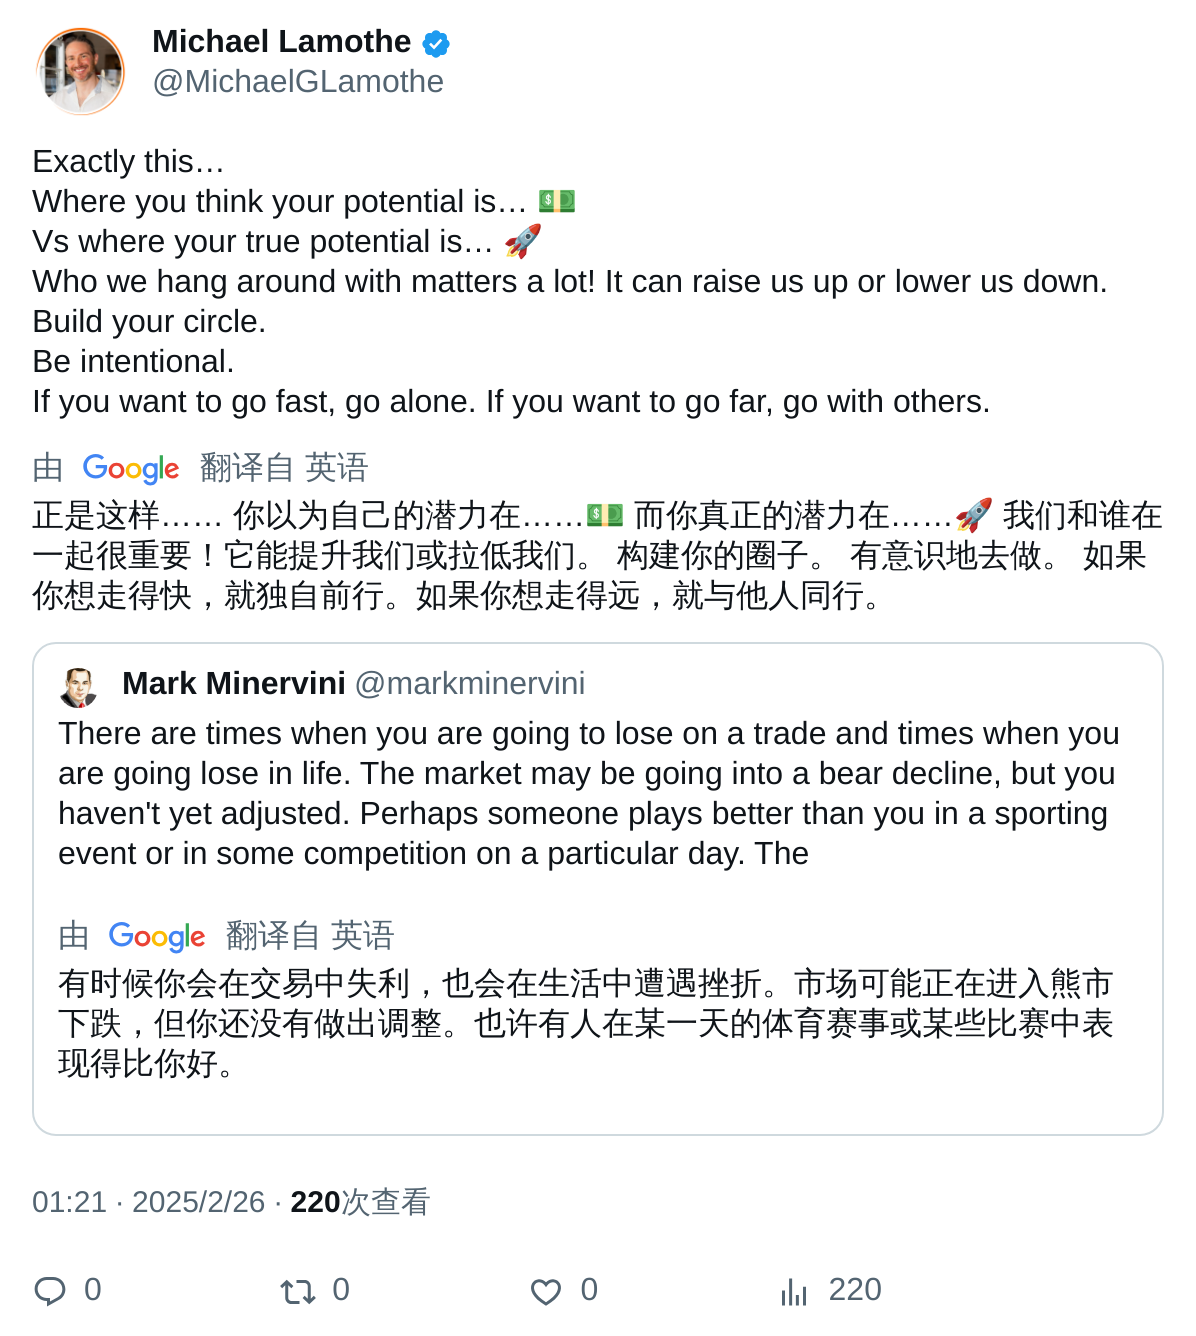 Michael Lamothe
@MichaelGLamothe
Exactly this…
Where you think your potential is… 💵
Vs where your true potential is… 🚀
Who we hang around with matters a lot! It can raise us up or lower us down.
Build your circle.
Be intentional.
If you want to go fast, go alone. If you want to go far, go with others.
由 Google 翻译自 英语
正是这样…… 你以为自己的潜力在……💵 而你真正的潜力在……🚀 我们和谁在
一起很重要！它能提升我们或拉低我们。 构建你的圈子。 有意识地去做。 如果
你想走得快，就独自前行。如果你想走得远，就与他人同行。
Mark Minervini @markminervini
There are times when you are going to lose on a trade and times when you
are going lose in life. The market may be going into a bear decline, but you
haven't yet adjusted. Perhaps someone plays better than you in a sporting
event or in some competition on a particular day. The
由 Google 翻译自 英语
有时候你会在交易中失利，也会在生活中遭遇挫折。市场可能正在进入熊市
下跌，但你还没有做出调整。也许有人在某一天的体育赛事或某些比赛中表
现得比你好。
01:21 · 2025/2/26 · 220次查看
0 0 0 220